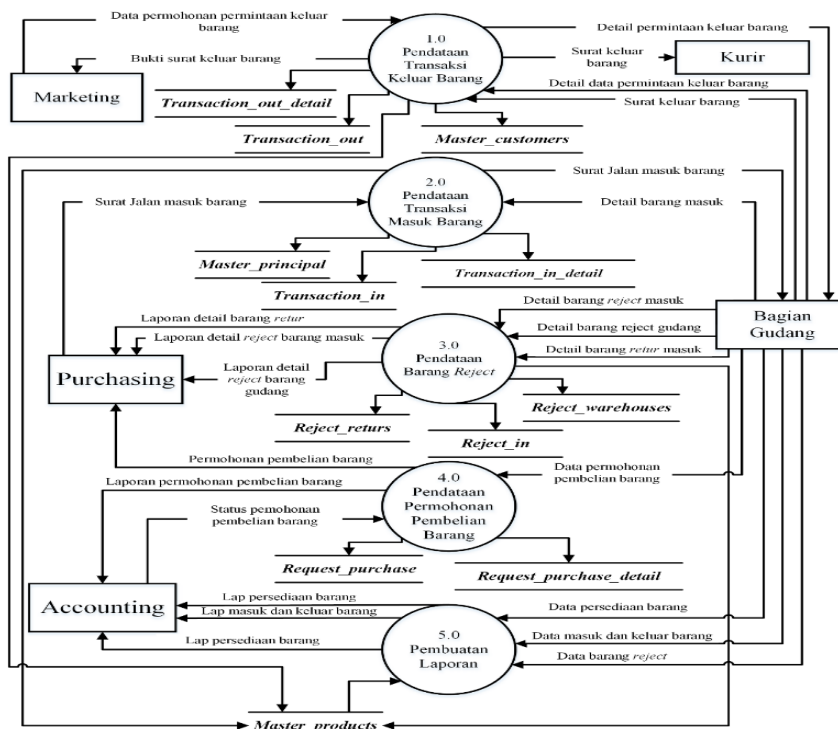 Data permohonan permintaan keluar
barang
Bukti surat keluar barang
Marketing
1.0
Pendataan
Transaksi
Keluar Barang
Detail permintaan keluar barang
Surat keluar
barang
Kurir
Detail data permintaan keluar barang
Surat keluar barang
Transaction_out_detail
Transaction_out
Master_customers
Surat Jalan masuk barang
2.0
Pendataan
Transaksi
Masuk Barang
Surat Jalan masuk barang
Detail barang masuk
Master_principal
Transaction_in
Transaction_in_detail
Laporan detail barang retur
Laporan detail reject barang masuk
Laporan detail
reject barang
gudang
Purchasing
3.0
Pendataan
Barang Reject
Detail barang reject masuk
Detail barang reject gudang
Detail barang retur masuk
Bagian
Gudang
Reject_returs
Reject_in
Reject_warehouses
Permohonan pembelian barang
Laporan permohonan pembelian barang
Status pemohonan
pembelian barang
4.0
Pendataan
Permohonan
Pembelian
Barang
Data permohonan
pembelian barang
Request_purchase
Request_purchase_detail
Accounting
Lap persediaan barang
Lap masuk dan keluar barang
Lap persediaan barang
5.0
Pembuatan
Laporan
Data persediaan barang
Data masuk dan keluar barang
Data barang reject
Master_products